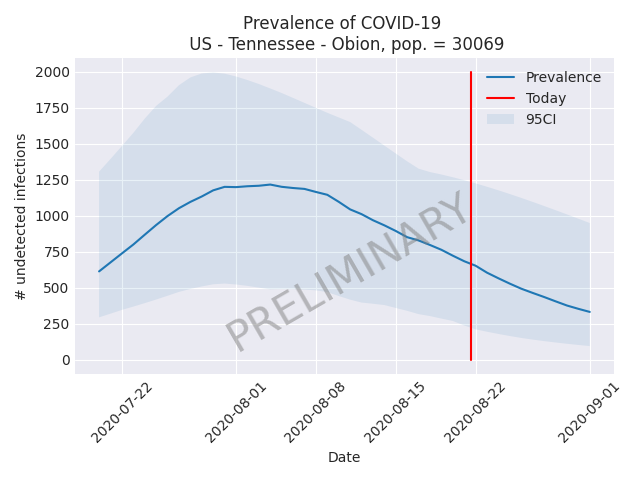 Prevalence of COVID-19
US - Tennessee - Obion, pop. = 30069
2000
1750
1500
1250
1000
750
500
250
0
# undetected infections
Prevalence
Today
95CI
PRELIMINARY
2020-07-22
2020-08-01
2020-08-08
2020-08-15
2020-08-22
2020-09-01
Date